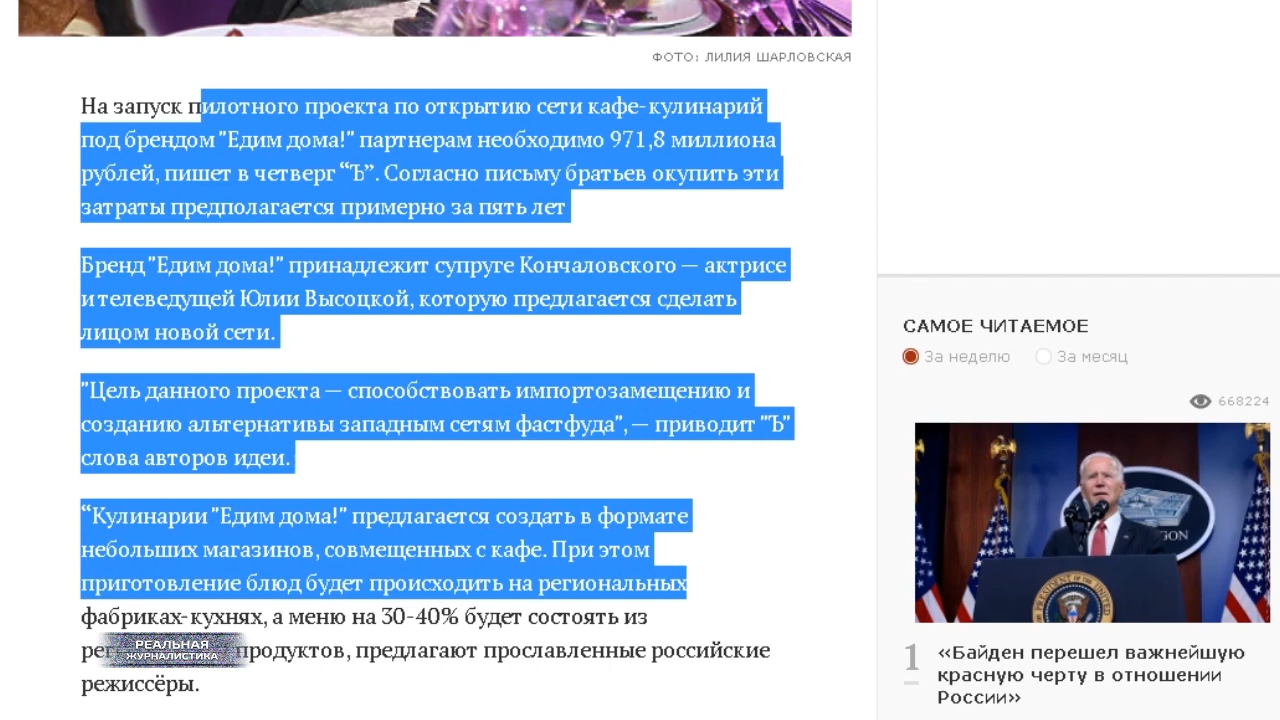 ФОТО: ЛИЛИЯ ШАРЛОВСКАЯ
На запуск пилотного проекта по открытию сети кафе-кулинарий
под брендом "Едим дома!" партнерам необходимо 971,8 миллиона
рублей, пишет в четверг “Ъ”. Согласно письму братьев окупить эти
затраты предполагается примерно за пять лет
Бренд "Едим дома!" принадлежит супруге Кончаловского — актрисе
и телеведущей Юлии Высоцкой, которую предлагается сделать
лицом новой сети.
"Цель данного проекта — способствовать импортозамещению и
созданию альтернативы западным сетям фастфуда", — приводит "Ъ"
слова авторов идеи.
“Кулинарии "Едим дома!" предлагается создать в формате
небольших магазинов, совмещенных с кафе. При этом
приготовление блюд будет происходить на региональных
фабриках-кухнях, а меню на 30-40% будет состоять из
продуктов, предлагают прославленные российские
режиссёры.
РЕАЛЬНАЯ
ЖУРНАЛИСТИКА
САМОЕ ЧИТАЕМОЕ
За неделю За месяц
668224
1 «Байден перешел важнейшую
красную черту в отношении
России»